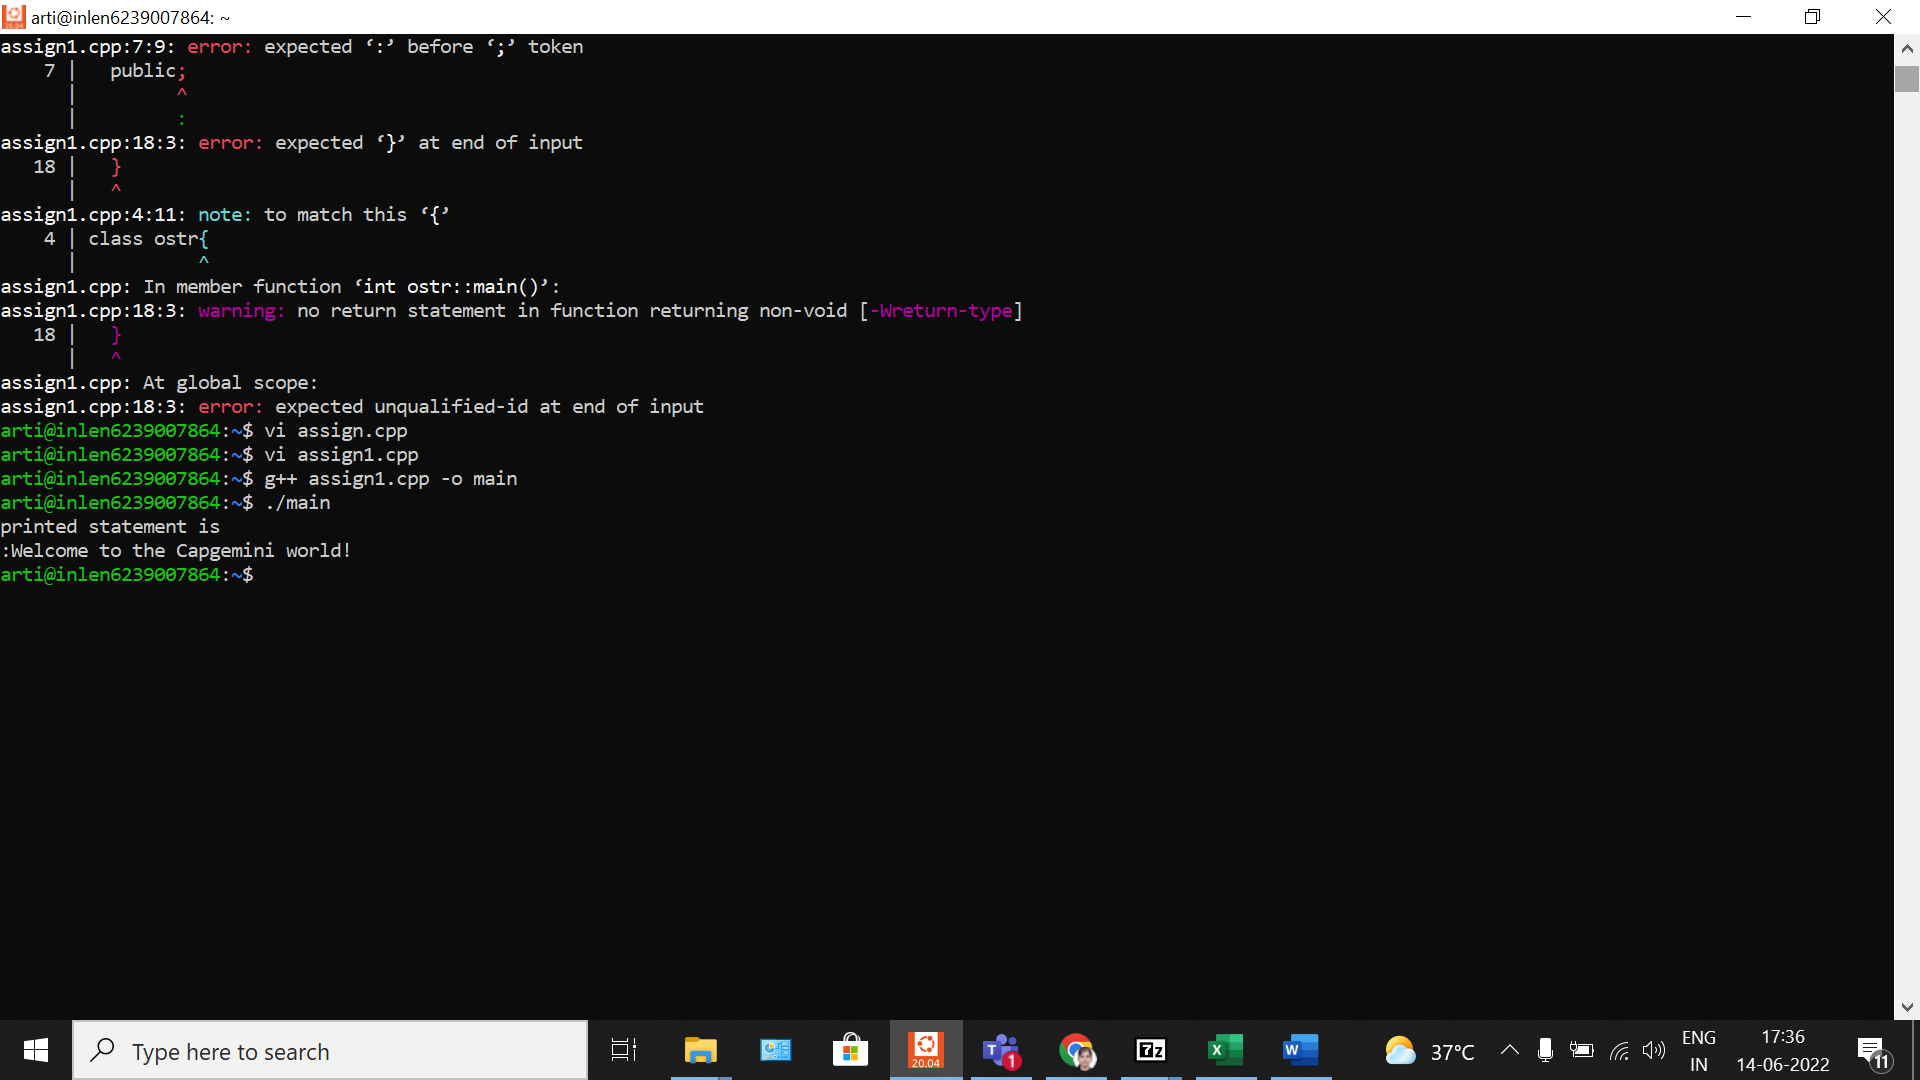 arti@inlen6239007864: ~
assign1.cpp:7:9: error: expected ‘:’ before ‘;’ token
    7 |   public;
      |         ^
      |         :
assign1.cpp:18:3: error: expected ‘}’ at end of input
   18 |   }
      |   ^
assign1.cpp:4:11: note: to match this ‘{’
    4 | class ostr{
      |           ^
assign1.cpp: In member function ‘int ostr::main()’:
assign1.cpp:18:3: warning: no return statement in function returning non-void [-Wreturn-type]
   18 |   }
      |   ^
assign1.cpp: At global scope:
assign1.cpp:18:3: error: expected unqualified-id at end of input
arti@inlen6239007864:~$ vi assign.cpp
arti@inlen6239007864:~$ vi assign1.cpp
arti@inlen6239007864:~$ g++ assign1.cpp -o main
arti@inlen6239007864:~$ ./main
printed statement is
:Welcome to the Capgemini world!
arti@inlen6239007864:~$
Type here to search
20.04
T 1
7z
X
W
37°C
ENG
IN
17:36
14-06-2022
11